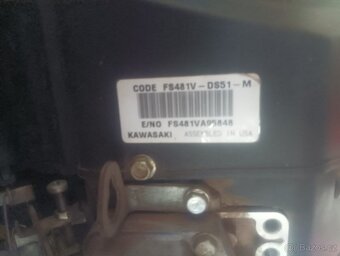 CODE FS481V-DS51-M
E/NO FS481VA95848
KAWASAKI ASSEMBLED IN USA